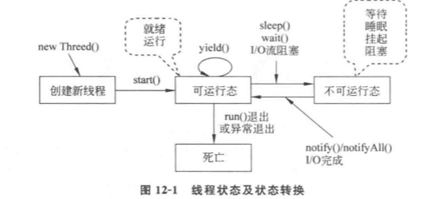 new Threed()
创建新线程
start()
就绪
运行
yield()
可运行态
sleep()
wait()
I/O流阻塞
等待
睡眠
挂起
阻塞
不可运行态
run()退出
或异常退出
死亡
notify()/notifyAll()
I/O完成
图 12-1 线程状态及状态转换